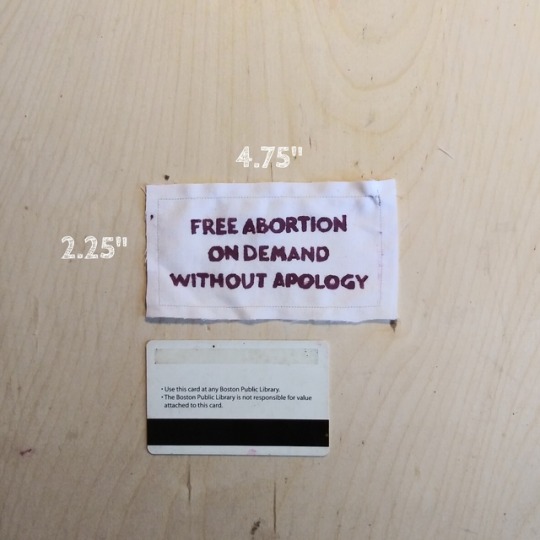 4.75"
2.25"
FREE ABORTION
ON DEMAND
WITHOUT APOLOGY
• Use this card at any Boston Public Library.
• The Boston Public Library is not responsible for value
attached to this card.